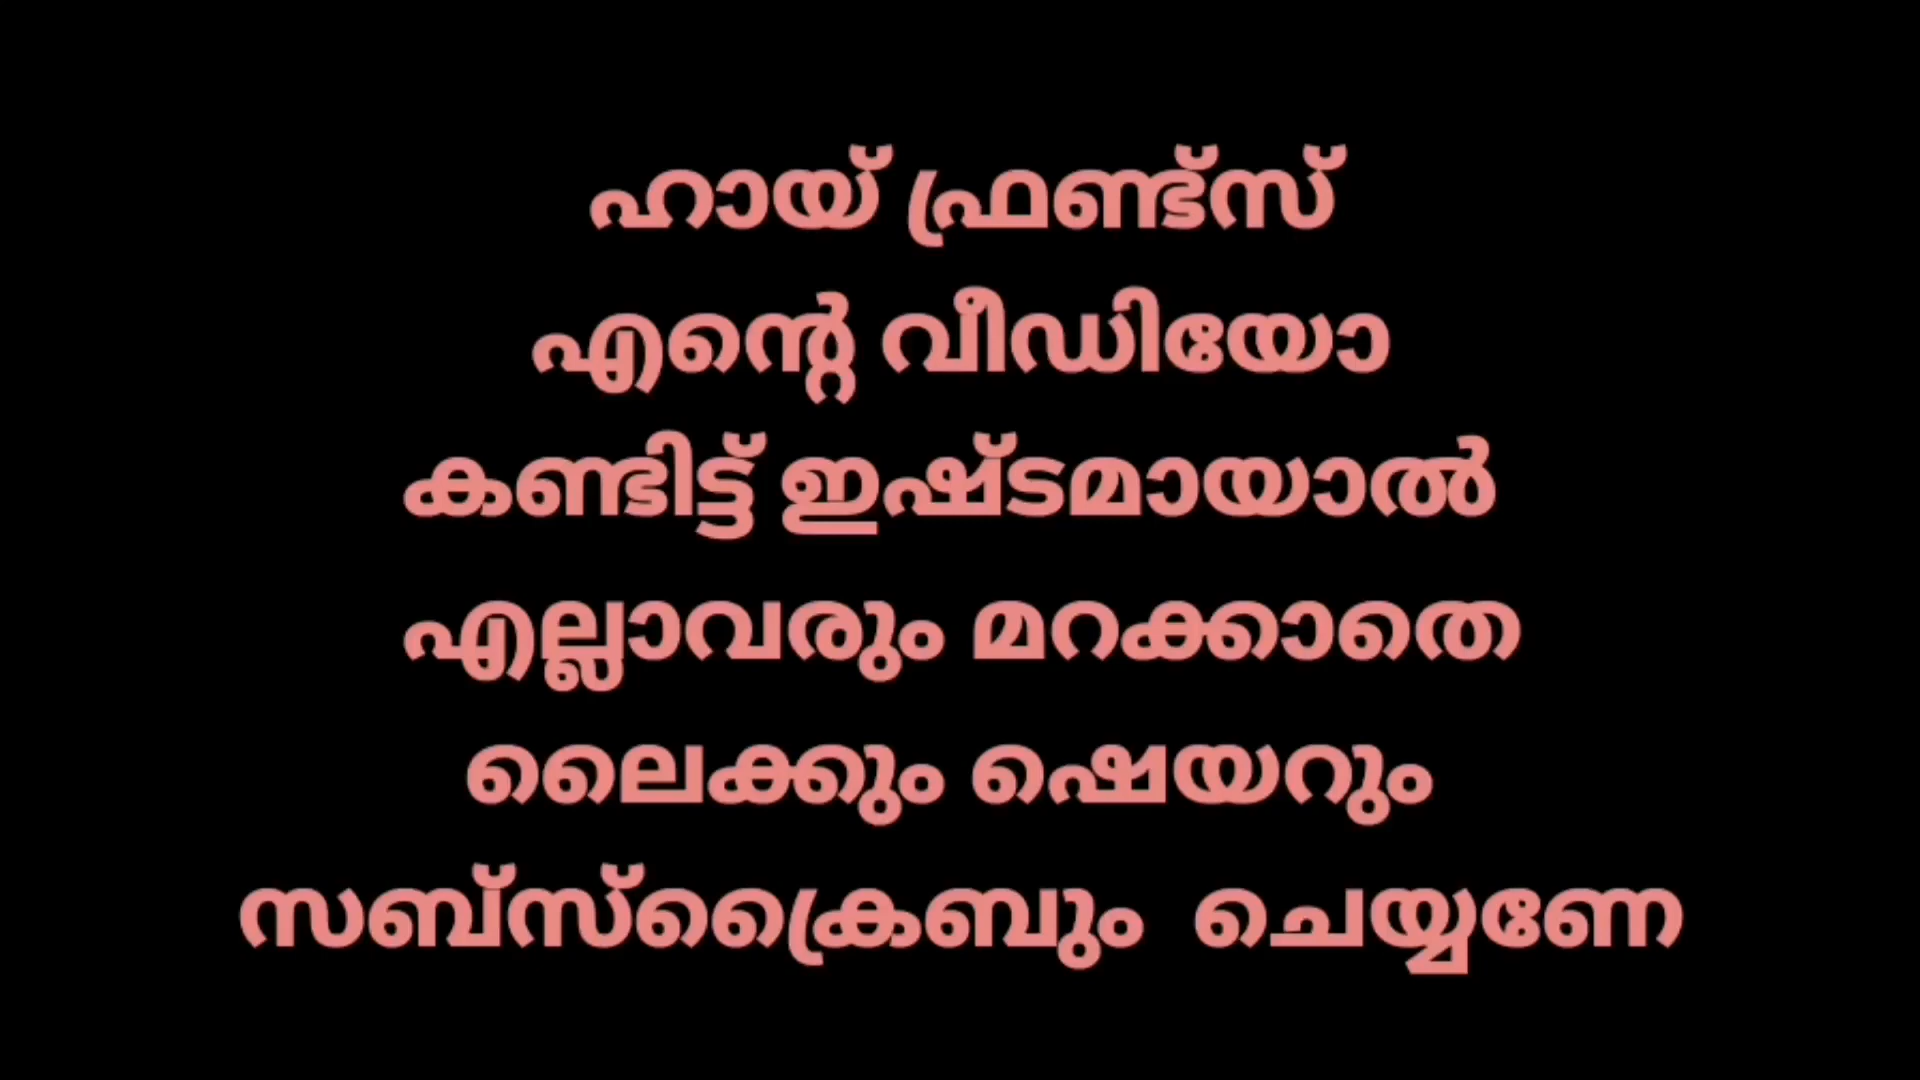 ഹായ് ഫ്രണ്ട്സ്
എന്റെ വീഡിയോ
കണ്ടിട്ട് ഇഷ്ടമായാൽ
എല്ലാവരും മറക്കാതെ
ലൈക്കും ഷെയറും
സബ്സ്ക്രൈബും ചെയ്യണേ